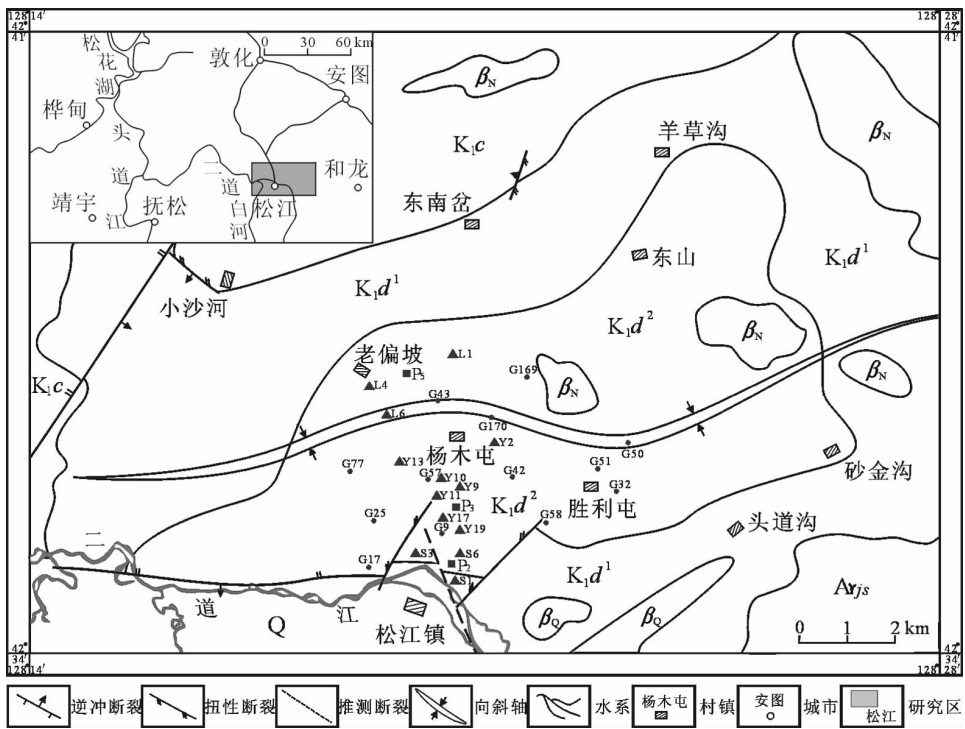 128°14′
42°
41′
128°28′
42°
41′
0 30 60 km
松花湖
敦化
安图
桦甸
头道江
二道白河
和龙
靖宇
抚松
松江
βN
K₁c
羊草沟
βN
东南岔
K₁d¹
东山
K₁d¹
小沙河
K₁d²
βN
老偏坡
L1
P5
G169
βN
βN
K₁c
L4
G43
L6
G170
杨木屯
Y2
G50
Y13
G77
G57
Y10
G42
G51
砂金沟
Y9
Y11
P3
K₁d²
胜利屯
G32
G25
Y17
G9
Y19
G58
头道沟
二道江
S3
S6
G17
P2
S1
K₁d¹
Arjs
Q
松江镇
βQ
βQ
0 1 2 km
42°
34′
128°14′
42°
34′
128°28′
逆冲断裂
扭性断裂
推测断裂
向斜轴
水系
杨木屯
村镇
安图
城市
松江
研究区